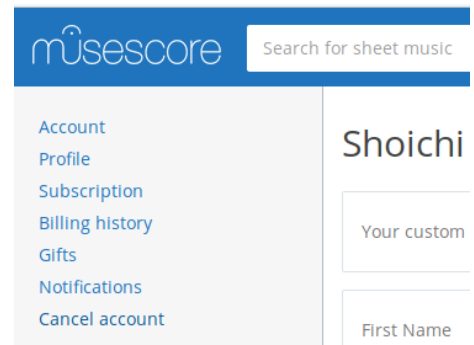 musescore
Search for sheet music
Account
Profile
Subscription
Billing history
Gifts
Notifications
Cancel account
Shoichi
Your custom
First Name